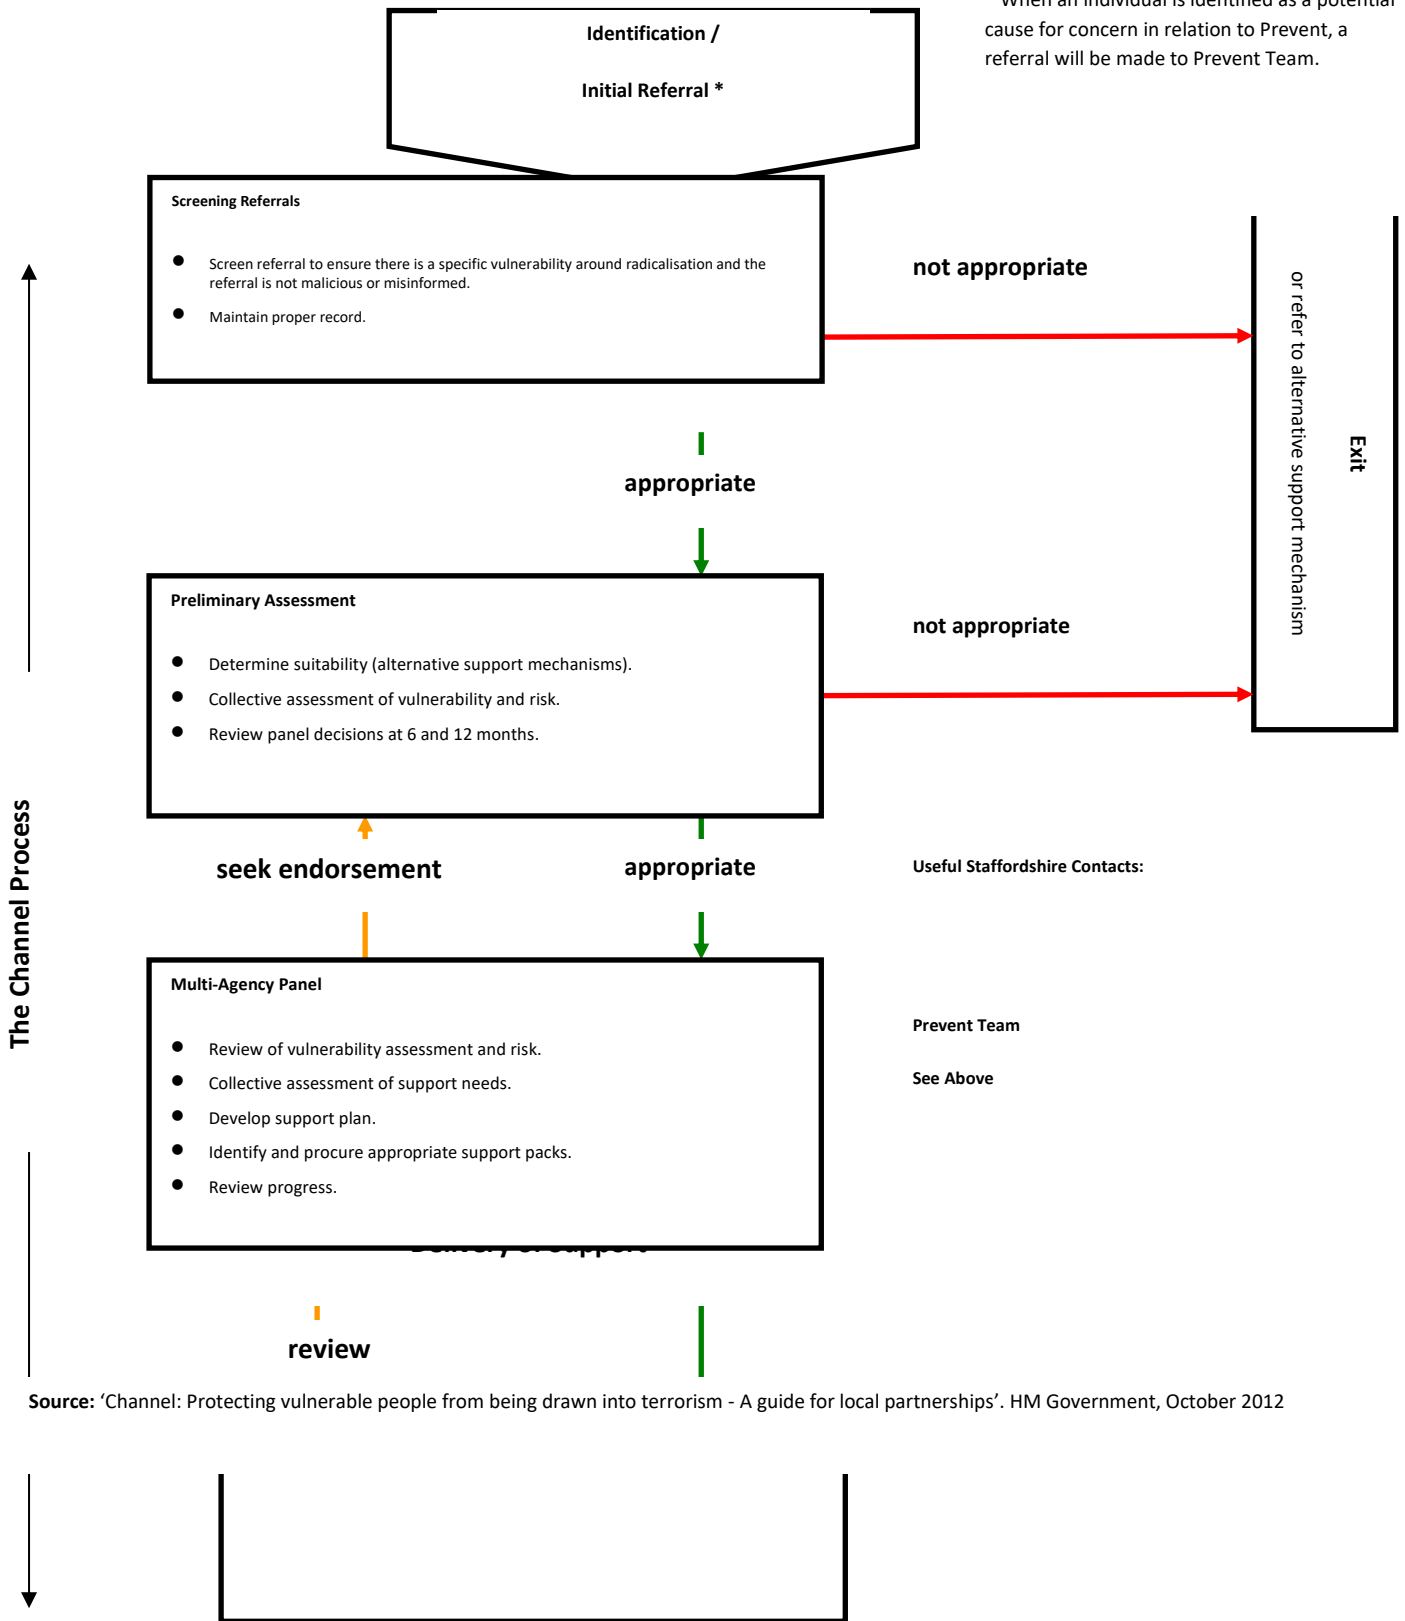 When an individual is identified as a potential
cause for concern in relation to Prevent, a
referral will be made to Prevent Team.
Identification /
Initial Referral *
Screening Referrals
● Screen referral to ensure there is a specific vulnerability around radicalisation and the
referral is not malicious or misinformed.
● Maintain proper record.
not appropriate
Exit
or refer to alternative support mechanism
appropriate
Preliminary Assessment
● Determine suitability (alternative support mechanisms).
● Collective assessment of vulnerability and risk.
● Review panel decisions at 6 and 12 months.
not appropriate
The Channel Process
seek endorsement
appropriate
Useful Staffordshire Contacts:
Multi-Agency Panel
● Review of vulnerability assessment and risk.
● Collective assessment of support needs.
● Develop support plan.
● Identify and procure appropriate support packs.
● Review progress.
Prevent Team
See Above
Delivery of Support
review
Source: ‘Channel: Protecting vulnerable people from being drawn into terrorism - A guide for local partnerships’. HM Government, October 2012